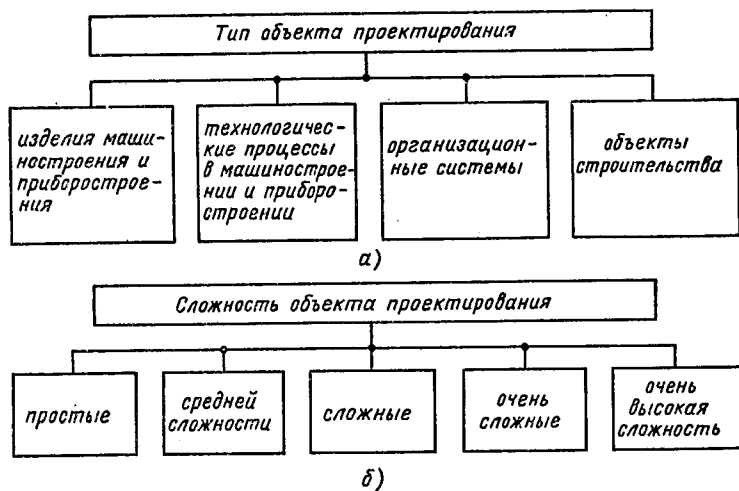 Тип объекта проектирования
изделия маши-
ностроения и
приборострое-
ния
технологичес-
кие процессы
в машинострое-
нии и приборо-
строении
организацион-
ные системы
объекты
строительства
а)
Сложность объекта проектирования
простые
средней
сложности
сложные
очень
сложные
очень
высокая
сложность
б)